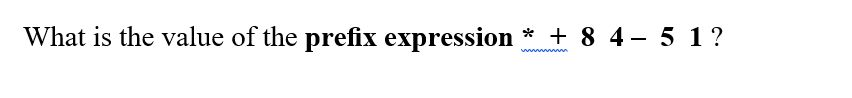 What is the value of the prefix expression * + 8 4 – 5 1 ?